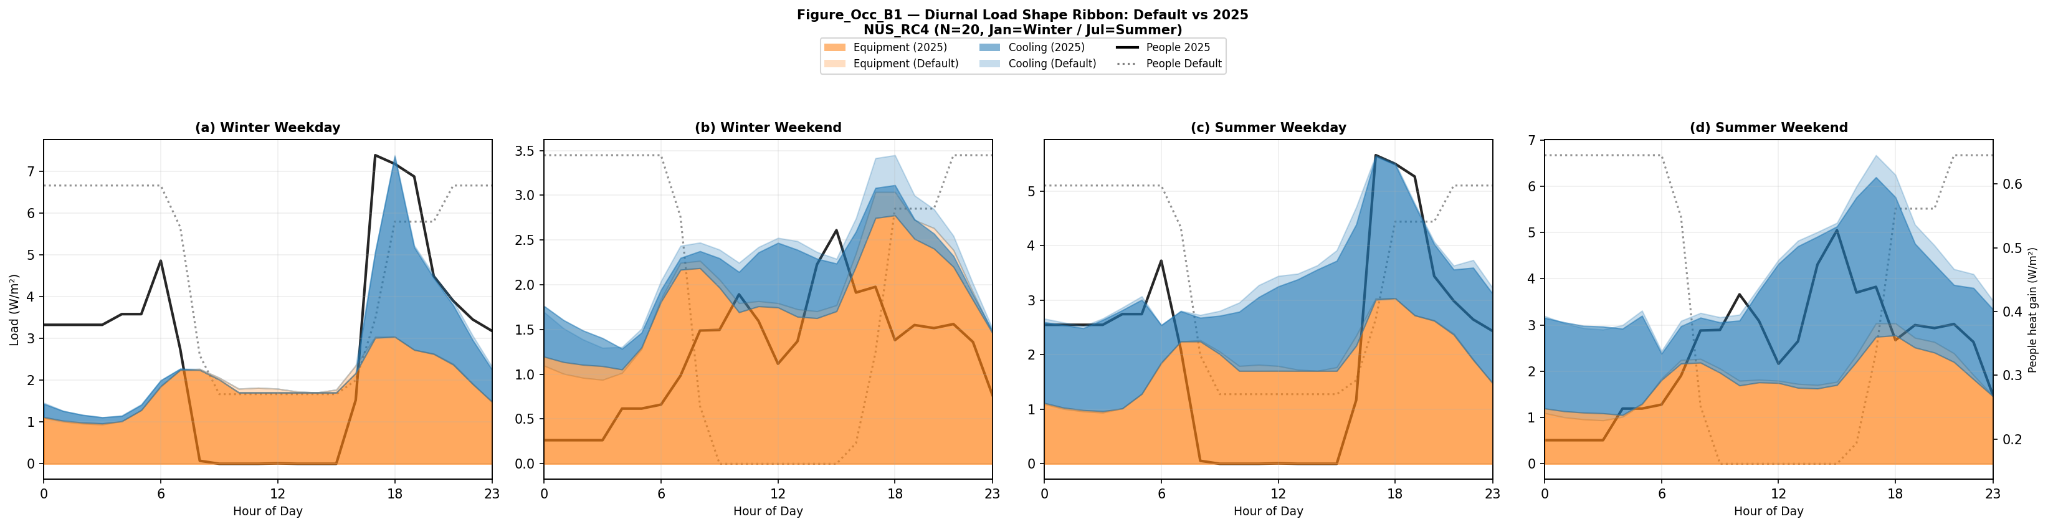 Figure_Occ_B1 — Diurnal Load Shape Ribbon: Default vs 2025
NUS_RC4 (N=20, Jan=Winter / Jul=Summer)
Equipment (2025) Cooling (2025) People 2025
Equipment (Default) Cooling (Default) People Default
(a) Winter Weekday
Load (W/m²)
7
6
5
4
3
2
1
0
0 6 12 18 23
Hour of Day
(b) Winter Weekend
3.5
3.0
2.5
2.0
1.5
1.0
0.5
0.0
0 6 12 18 23
Hour of Day
(c) Summer Weekday
5
4
3
2
1
0
0 6 12 18 23
Hour of Day
(d) Summer Weekend
7
6
5
4
3
2
1
0
0 6 12 18 23
Hour of Day
0.6
0.5
0.4
0.3
0.2
People heat gain (W/m²)